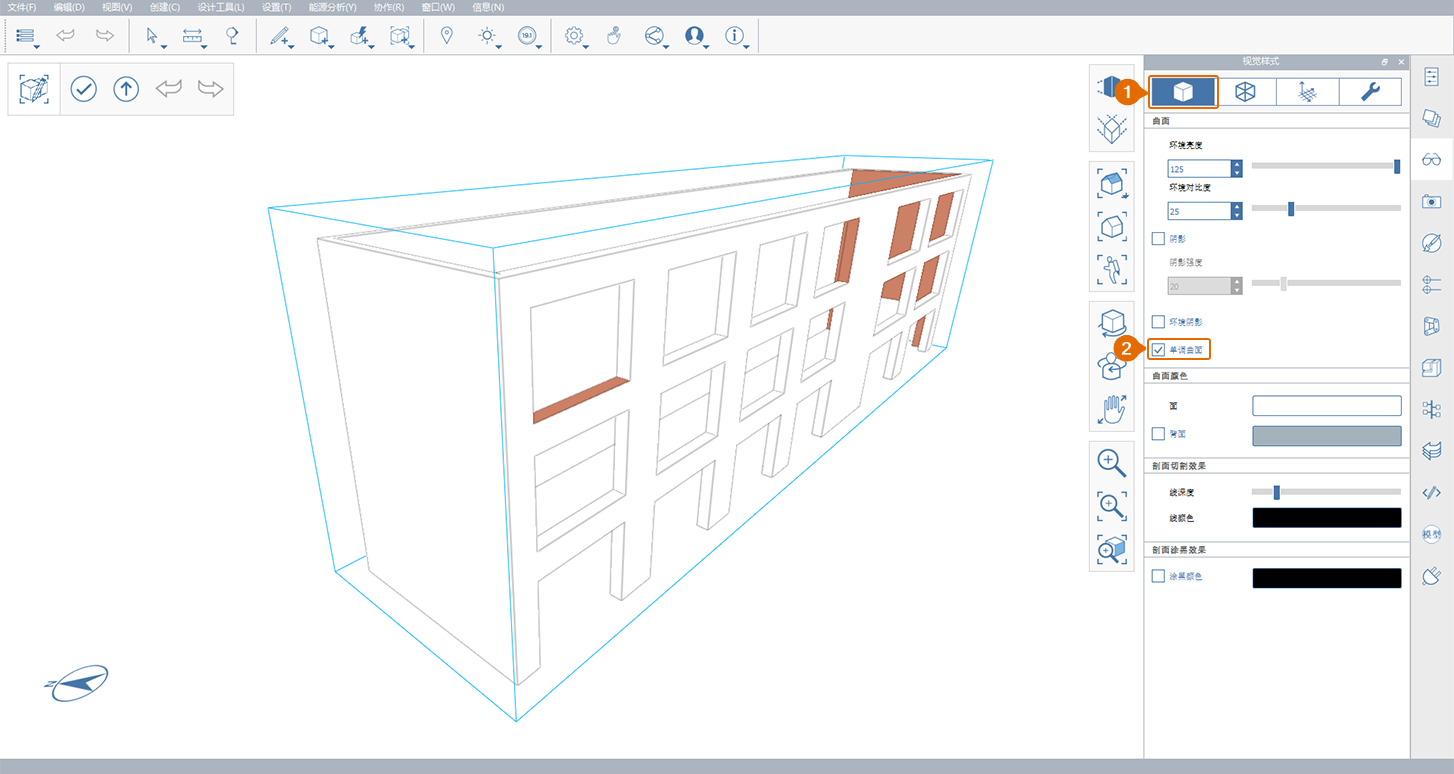 文件(F) 编辑(D) 视图(V) 创建(C) 设计工具(L) 设置(T) 能源分析(Y) 协作(R) 窗口(W) 信息(N)
19:1
视觉样式
1
曲面
环境亮度
125
环境对比度
25
阴影
阴影强度
20
环境阴影
2
单调曲面
曲面颜色
面
背面
剖面切割效果
线深度
线颜色
剖面涂黑效果
涂黑颜色
模型
N